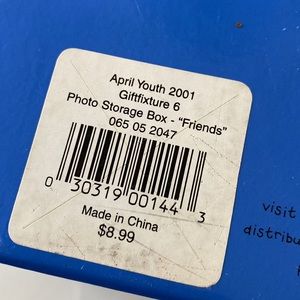 April Youth 2001
Giftfixture 6
Photo Storage Box - “Friends”
065 05 2047
0 30319 00144 3
Made in China
$8.99
visit
distribu